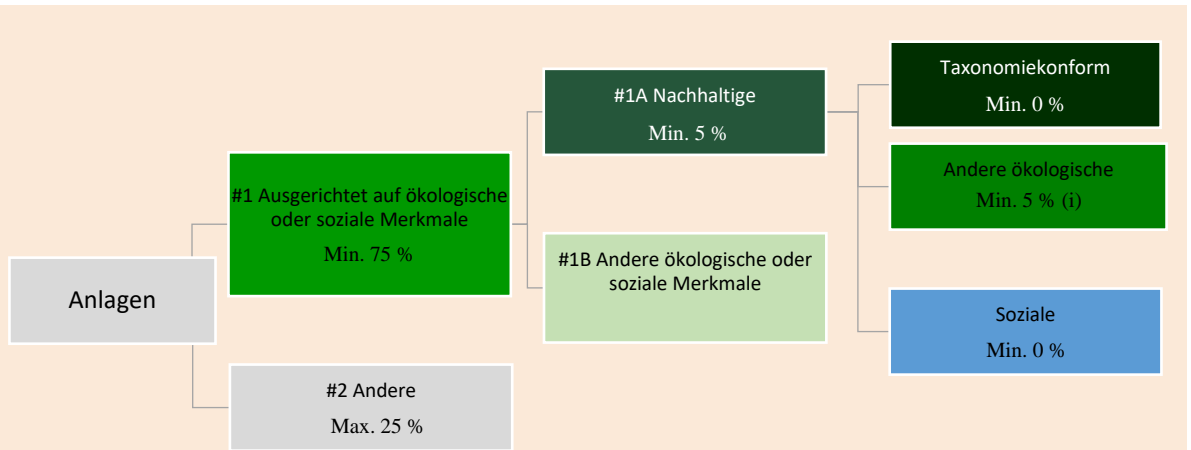 Anlagen
#1 Ausgerichtet auf ökologische
oder soziale Merkmale
Min. 75 %
#2 Andere
Max. 25 %
#1A Nachhaltige
Min. 5 %
#1B Andere ökologische oder
soziale Merkmale
Taxonomiekonform
Min. 0 %
Andere ökologische
Min. 5 % (i)
Soziale
Min. 0 %